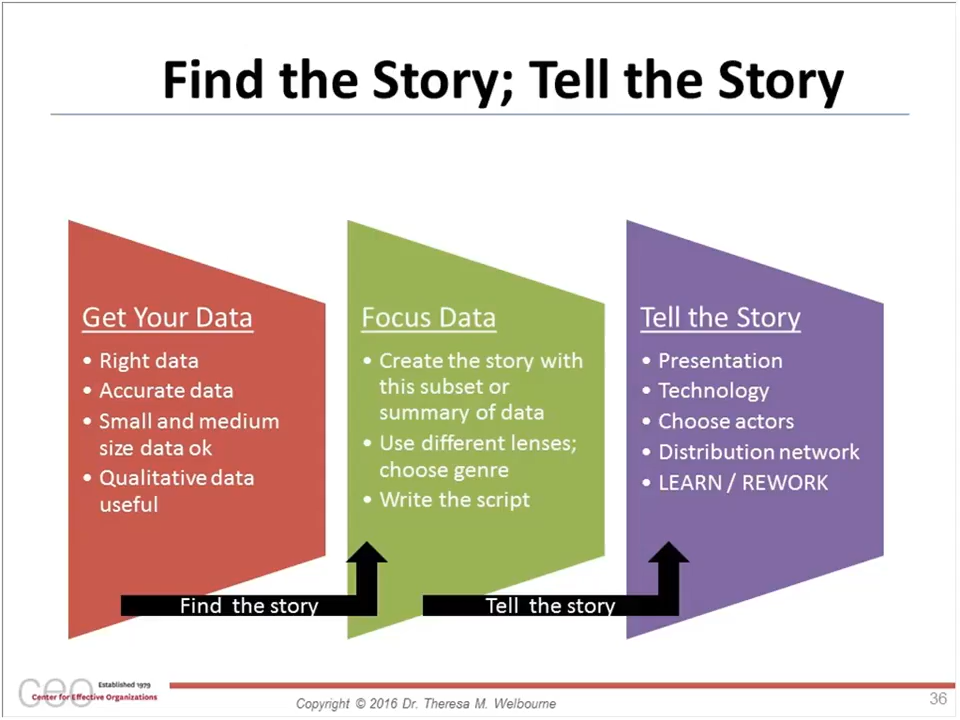 Find the Story; Tell the Story
Get Your Data
• Right data
• Accurate data
• Small and medium
size data ok
• Qualitative data
useful
Focus Data
• Create the story with
this subset or
summary of data
• Use different lenses;
choose genre
• Write the script
Tell the Story
• Presentation
• Technology
• Choose actors
• Distribution network
• LEARN / REWORK
Find the story
Tell the story
ceo Established 1979
Center for Effective Organizations
Copyright © 2016 Dr. Theresa M. Welbourne
36